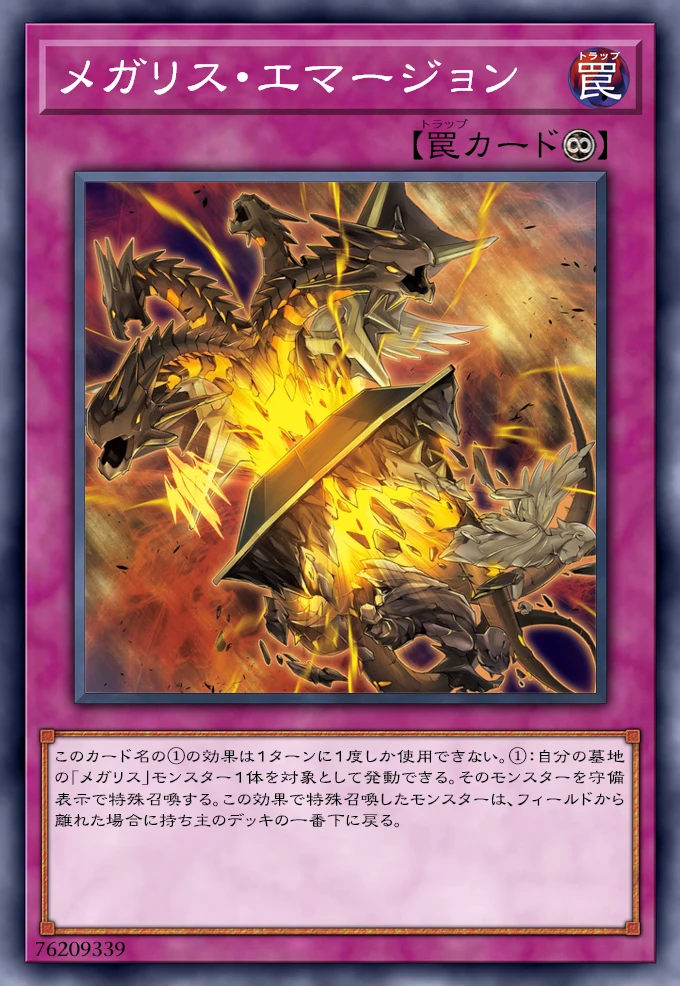 メガリス・エマージョン
トラップ
罠
トラップ
【罠カード】
このカード名の①の効果は1ターンに1度しか使用できない。①:自分の墓地
の「メガリス」モンスター1体を対象として発動できる。そのモンスターを守備
表示で特殊召喚する。この効果で特殊召喚したモンスターは、フィールドから
離れた場合に持ち主のデッキの一番下に戻る。
76209339